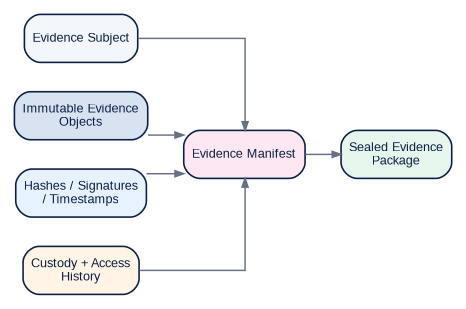 Evidence Subject
Immutable Evidence
Objects
Hashes / Signatures
/ Timestamps
Custody + Access
History
Evidence Manifest
Sealed Evidence
Package